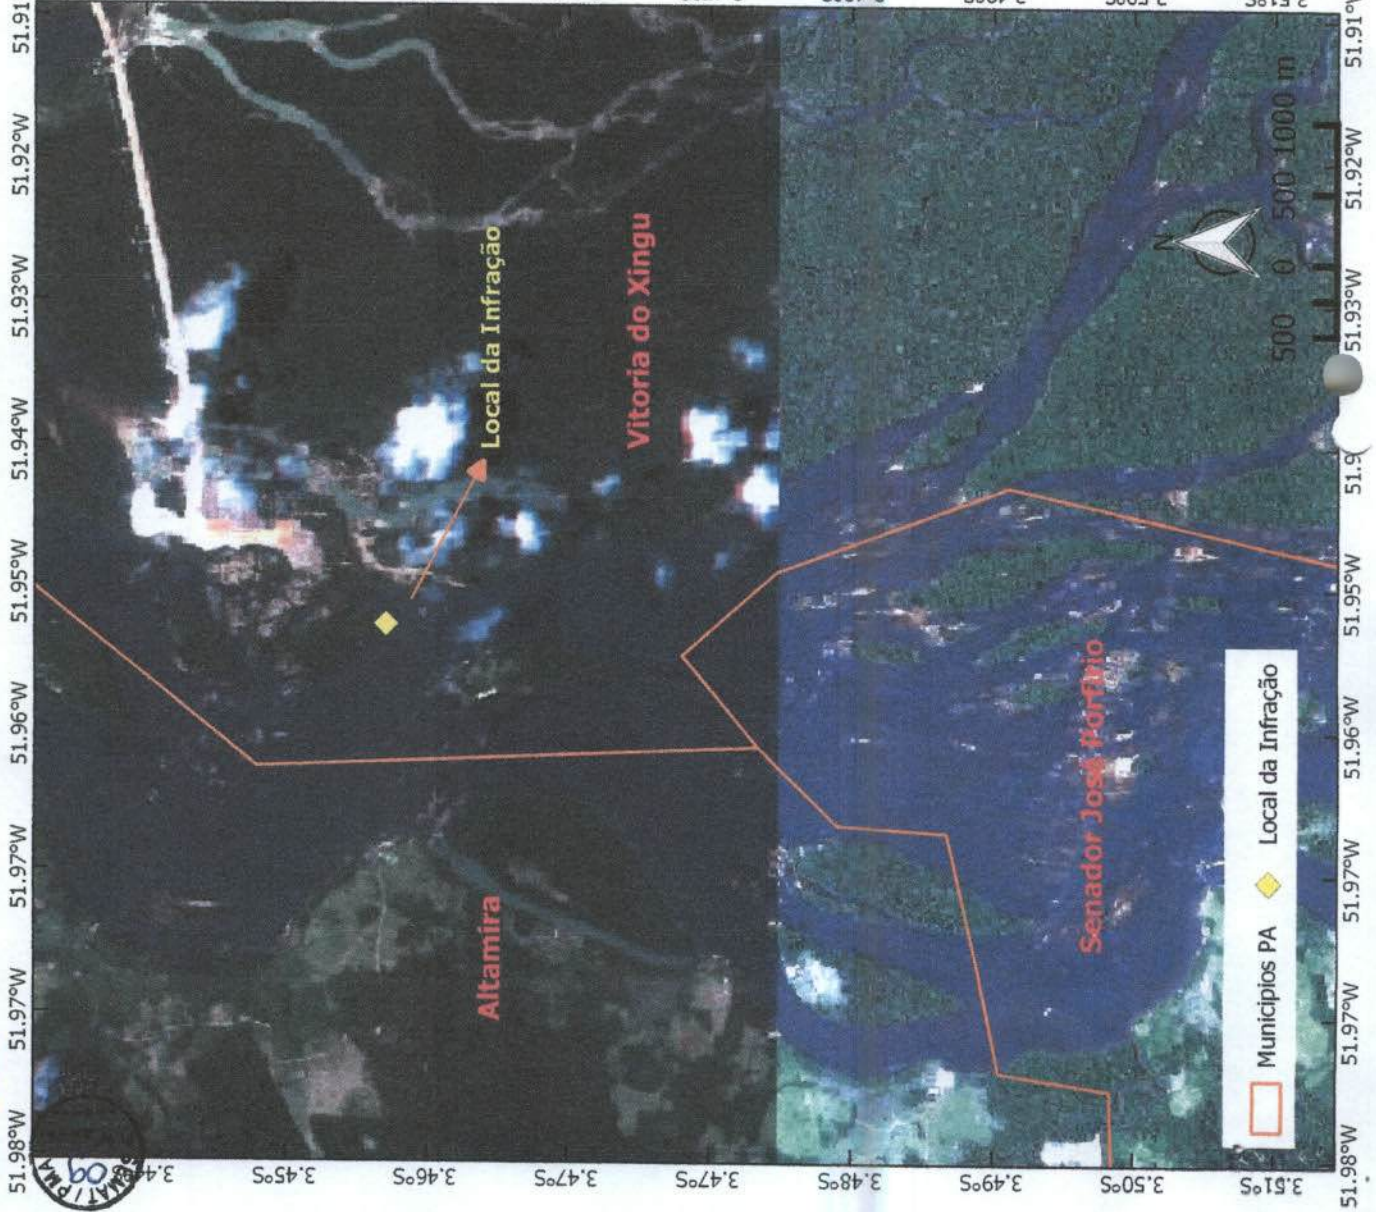 51.98°W 51.97°W 51.97°W 51.96°W 51.95°W 51.94°W 51.93°W 51.92°W 51.91
09
3.45°S
3.46°S
3.47°S
3.47°S
3.48°S
3.49°S
3.50°S
3.51°S
Altamira
Local da Infração
Vitoria do Xingu
Senador José Porfírio
N
500 0 500 1000 m
Municipios PA
Local da Infração
51.98°W 51.97°W 51.97°W 51.96°W 51.95°W 51.9 51.93°W 51.92°W 51.91°W